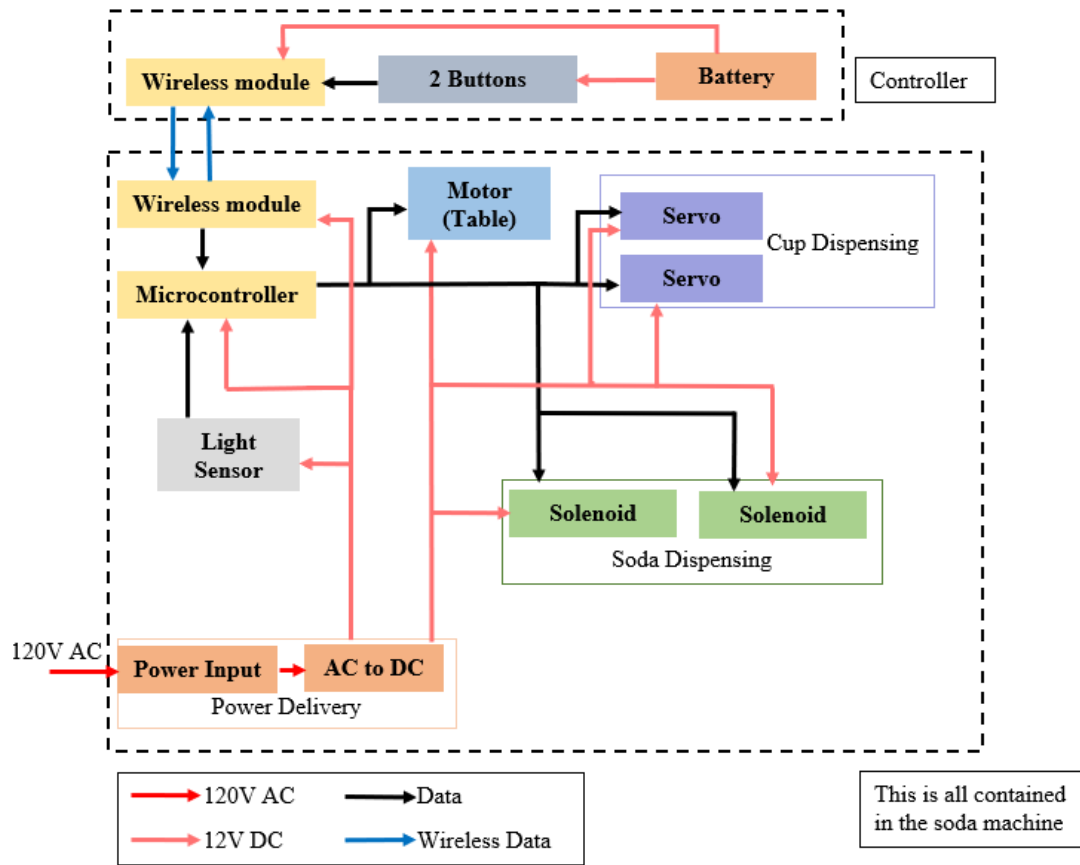 Wireless module
2 Buttons
Battery
Controller
Wireless module
Motor
(Table)
Servo
Cup Dispensing
Servo
Microcontroller
Light
Sensor
Solenoid
Solenoid
Soda Dispensing
120V AC
Power Input
AC to DC
Power Delivery
120V AC
Data
12V DC
Wireless Data
This is all contained
in the soda machine